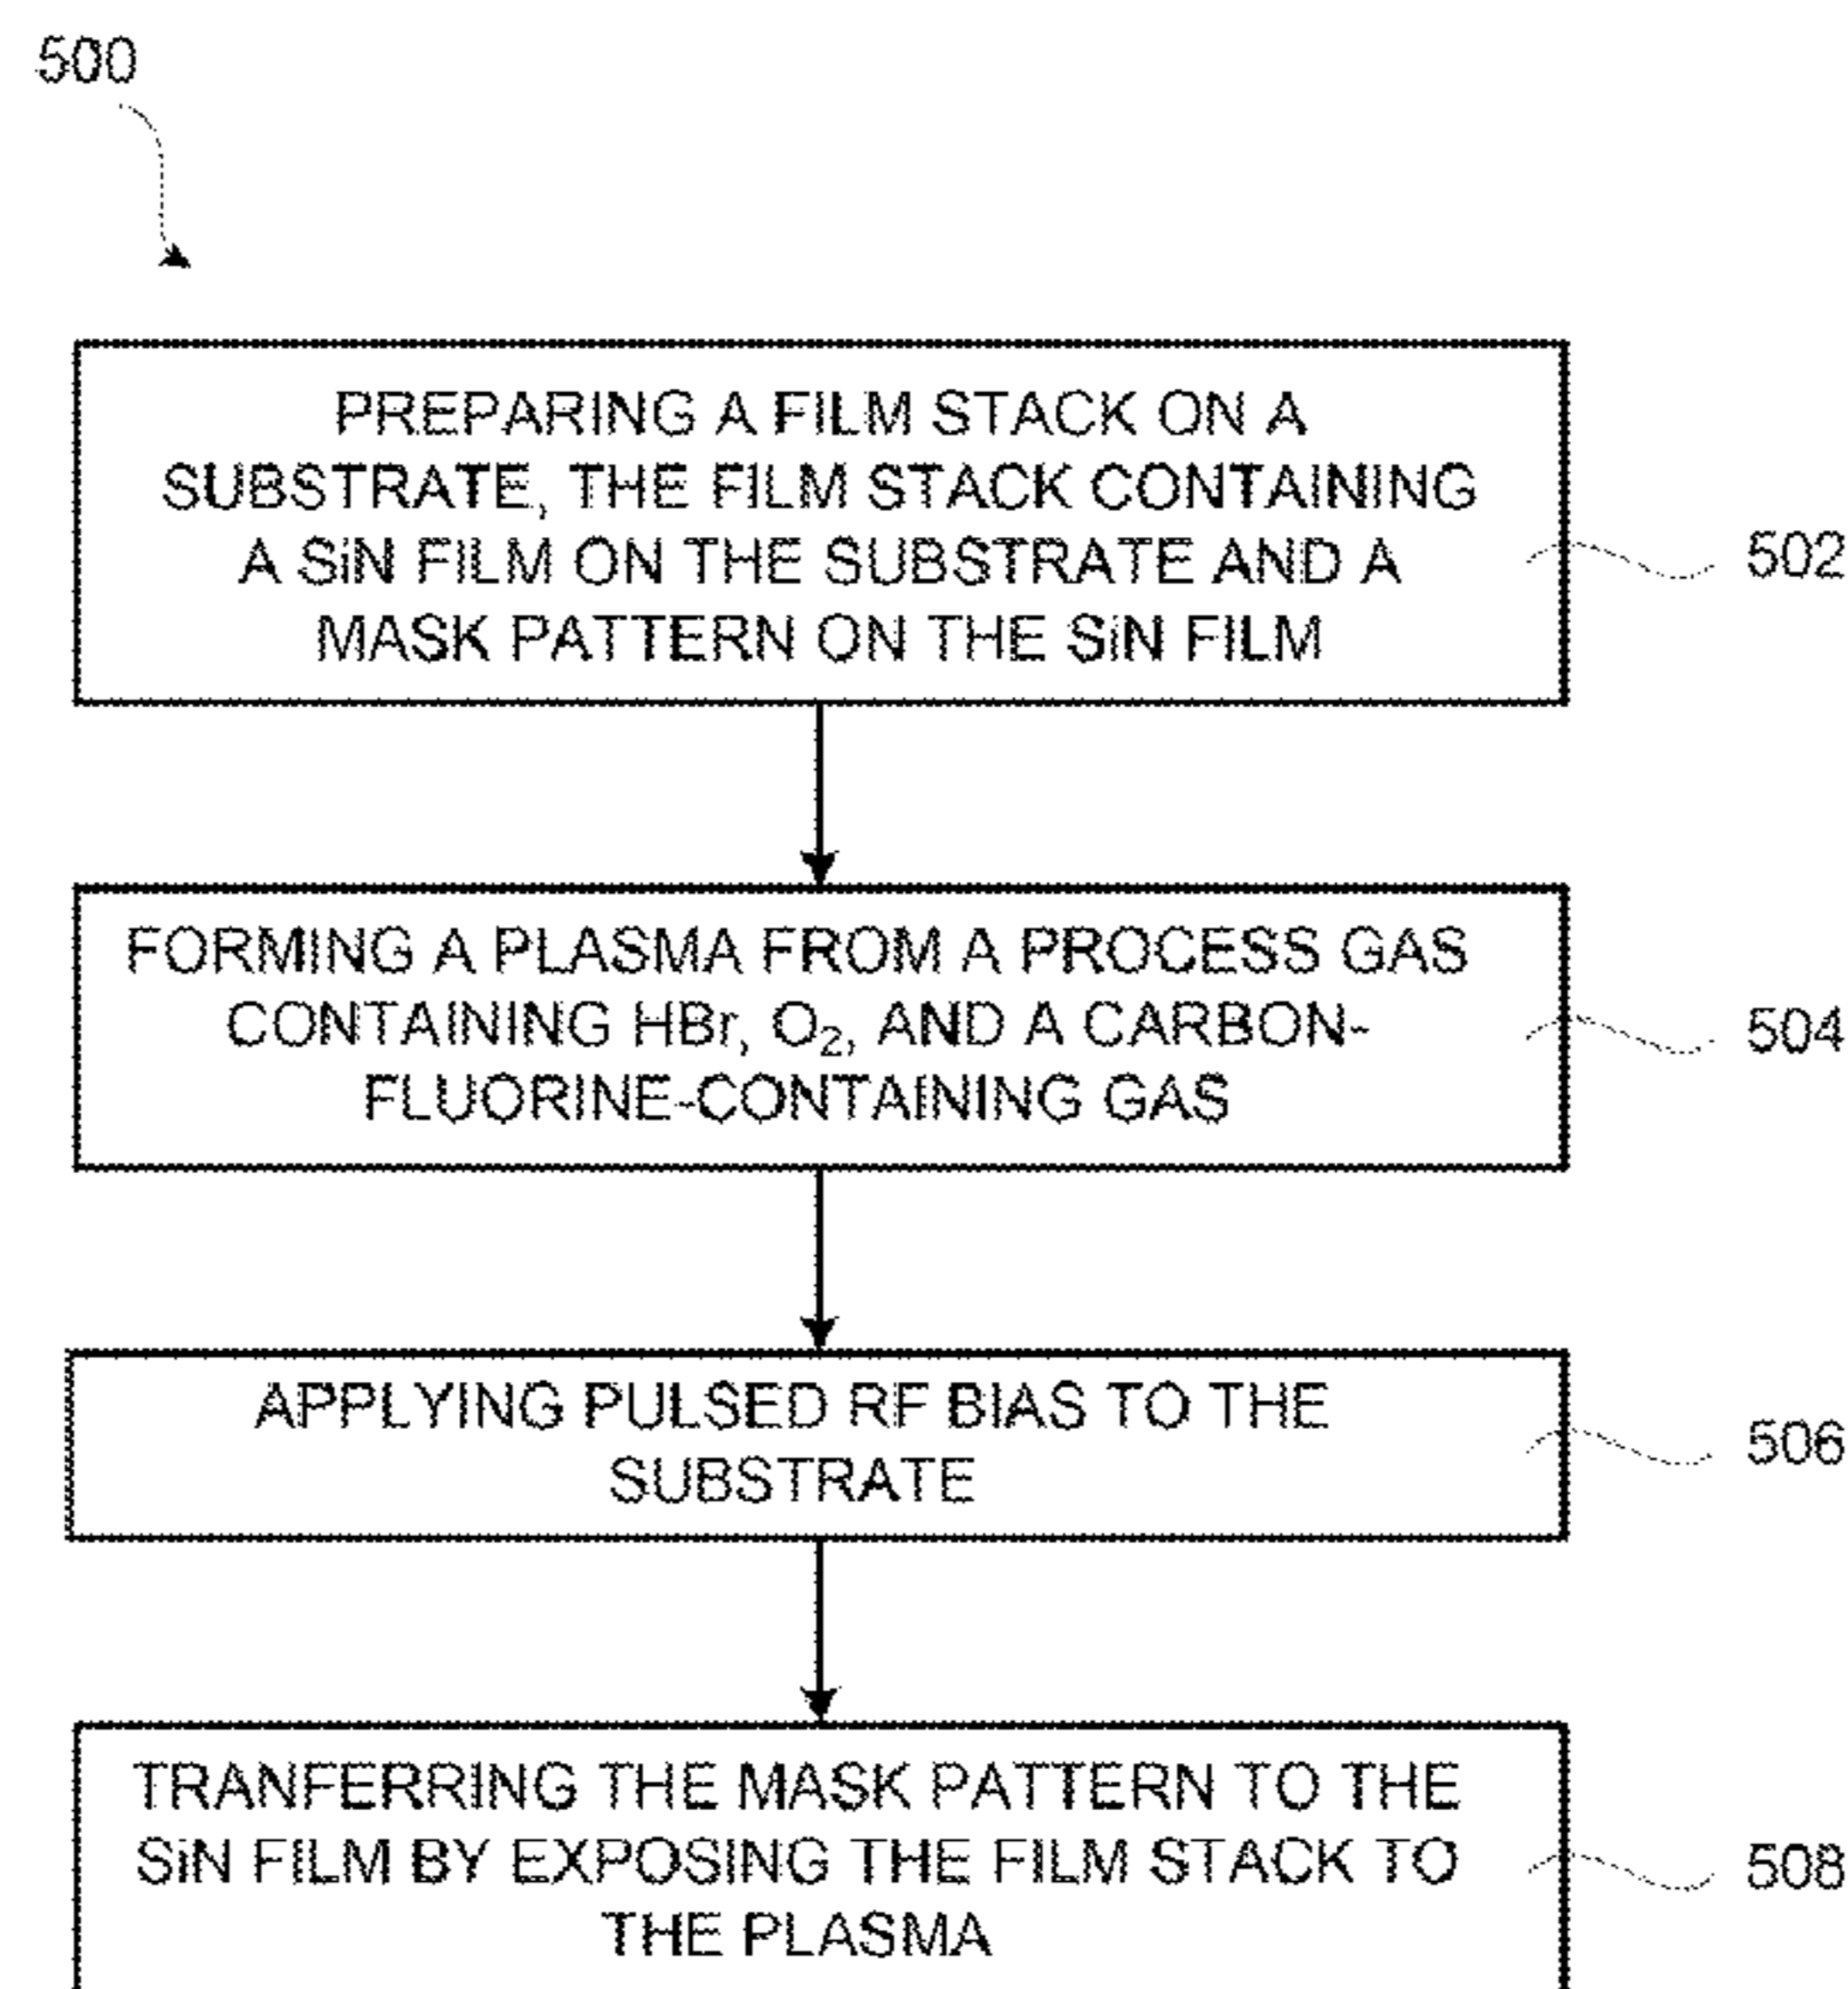 500
PREPARING A FILM STACK ON A
SUBSTRATE, THE FILM STACK CONTAINING
A SiN FILM ON THE SUBSTRATE AND A
MASK PATTERN ON THE SiN FILM
502
FORMING A PLASMA FROM A PROCESS GAS
CONTAINING HBr, O₂, AND A CARBON-
FLUORINE-CONTAINING GAS
504
APPLYING PULSED RF BIAS TO THE
SUBSTRATE
506
TRANFERRING THE MASK PATTERN TO THE
SiN FILM BY EXPOSING THE FILM STACK TO
THE PLASMA
508